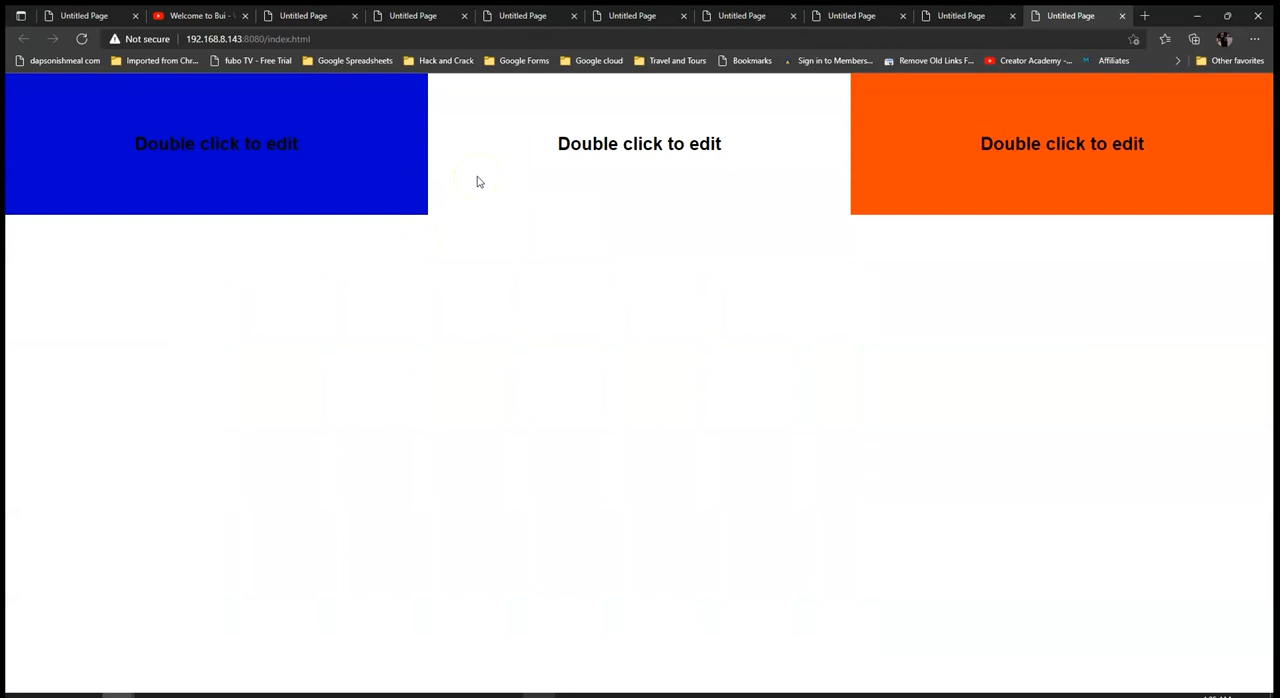 Untitled Page
Welcome to Bui -
Untitled Page
Untitled Page
Untitled Page
Untitled Page
Untitled Page
Untitled Page
Untitled Page
Untitled Page
Not secure
192.168.8.143:8080/index.html
dapsonishmeal.com
Imported from Chr...
fubo TV - Free Trial
Google Spreadsheets
Hack and Crack
Google Forms
Google cloud
Travel and Tours
Bookmarks
Sign in to Members...
Remove Old Links F...
Creator Academy -...
Affiliates
Other favorites
Double click to edit
Double click to edit
Double click to edit